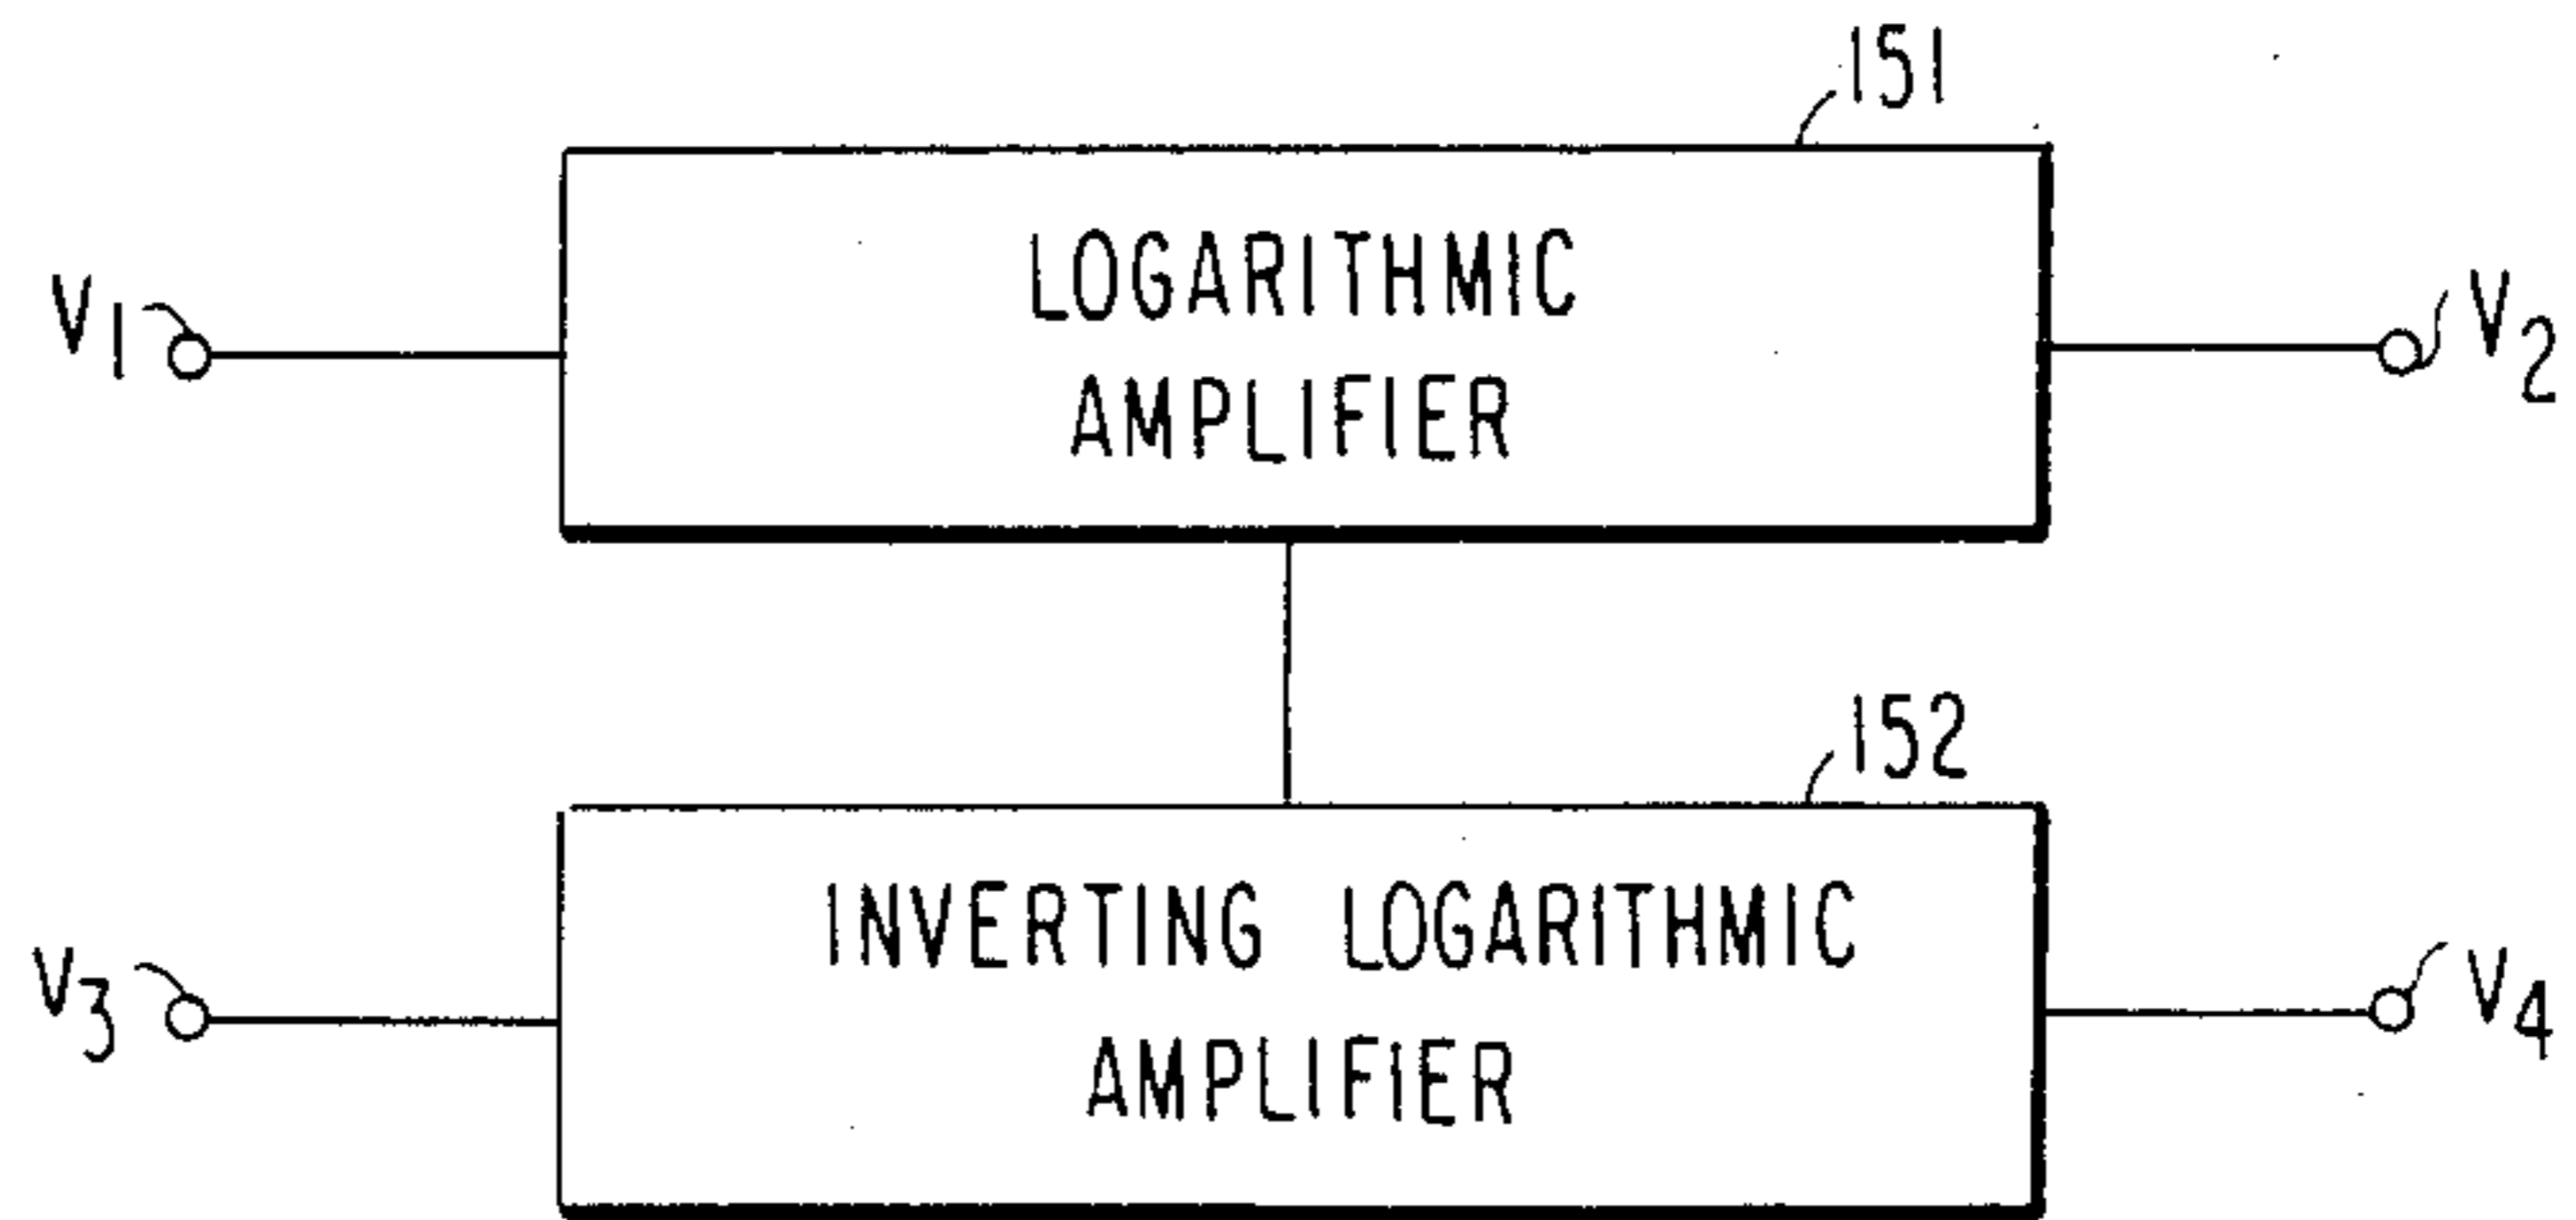 151
LOGARITHMIC
AMPLIFIER
V1
V2
152
INVERTING LOGARITHMIC
AMPLIFIER
V3
V4